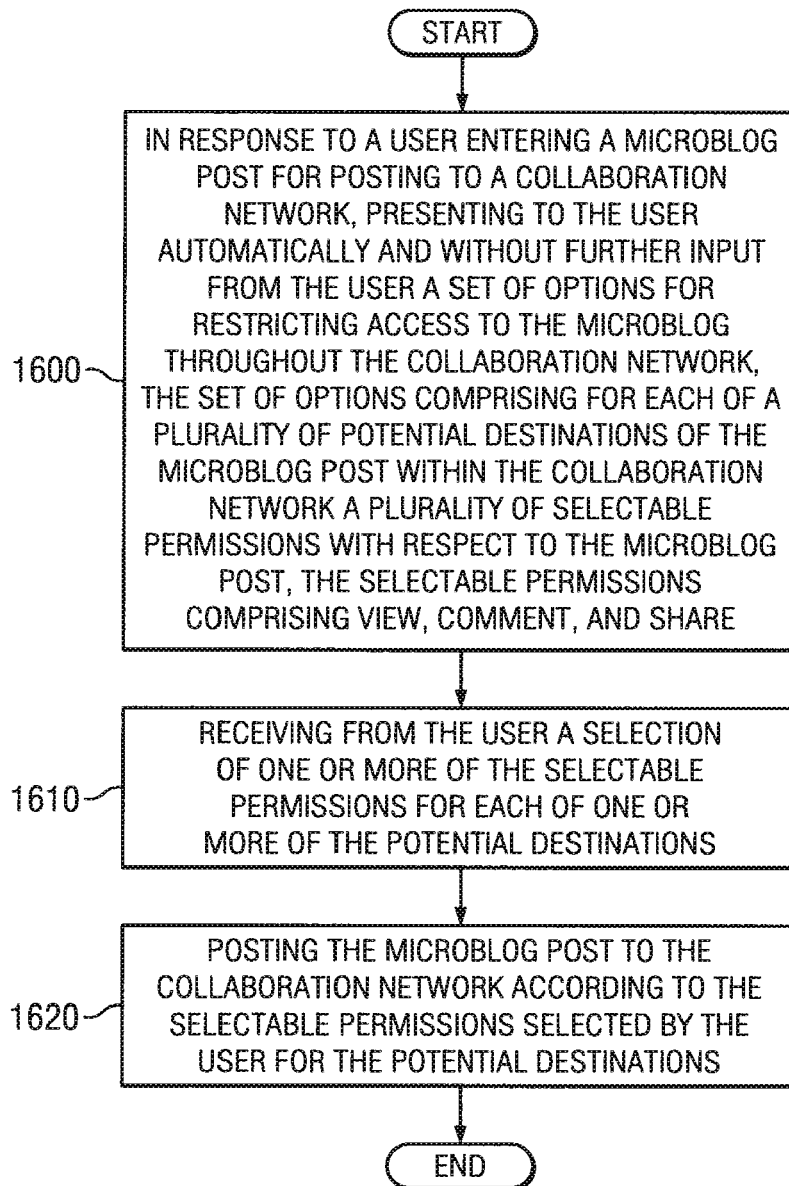 START
IN RESPONSE TO A USER ENTERING A MICROBLOG
POST FOR POSTING TO A COLLABORATION
NETWORK, PRESENTING TO THE USER
AUTOMATICALLY AND WITHOUT FURTHER INPUT
FROM THE USER A SET OF OPTIONS FOR
RESTRICTING ACCESS TO THE MICROBLOG
THROUGHOUT THE COLLABORATION NETWORK,
THE SET OF OPTIONS COMPRISING FOR EACH OF A
PLURALITY OF POTENTIAL DESTINATIONS OF THE
MICROBLOG POST WITHIN THE COLLABORATION
NETWORK A PLURALITY OF SELECTABLE
PERMISSIONS WITH RESPECT TO THE MICROBLOG
POST, THE SELECTABLE PERMISSIONS
COMPRISING VIEW, COMMENT, AND SHARE
1600
RECEIVING FROM THE USER A SELECTION
OF ONE OR MORE OF THE SELECTABLE
PERMISSIONS FOR EACH OF ONE OR
MORE OF THE POTENTIAL DESTINATIONS
1610
POSTING THE MICROBLOG POST TO THE
COLLABORATION NETWORK ACCORDING TO THE
SELECTABLE PERMISSIONS SELECTED BY THE
USER FOR THE POTENTIAL DESTINATIONS
1620
END